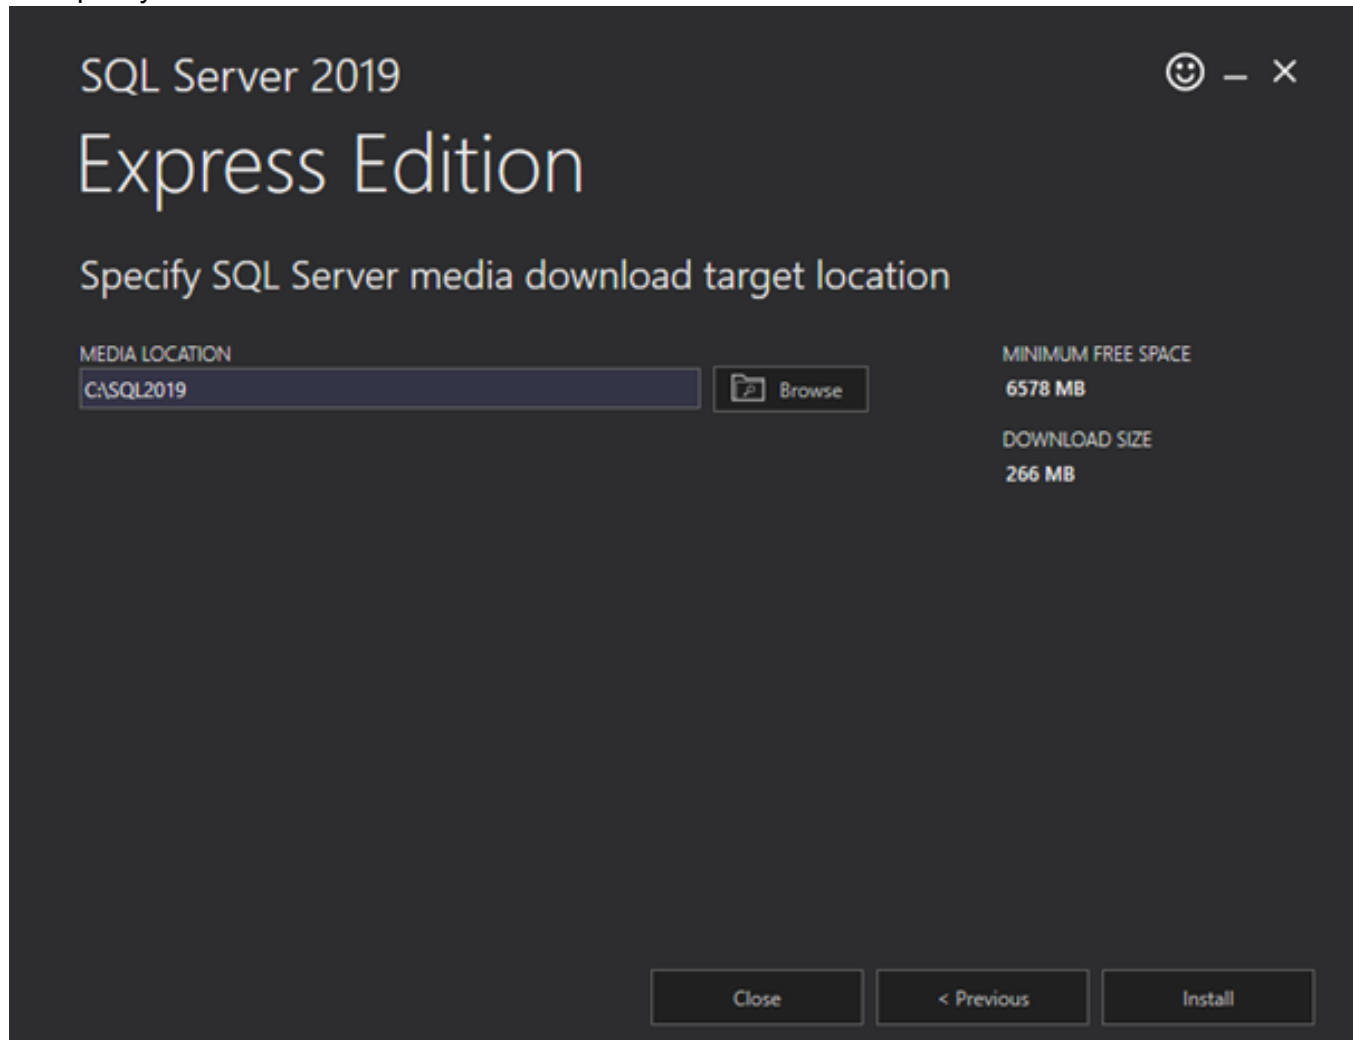 SQL Server 2019
Express Edition
Specify SQL Server media download target location
MEDIA LOCATION
C:\SQL2019
Browse
MINIMUM FREE SPACE
6578 MB
DOWNLOAD SIZE
266 MB
Close
< Previous
Install